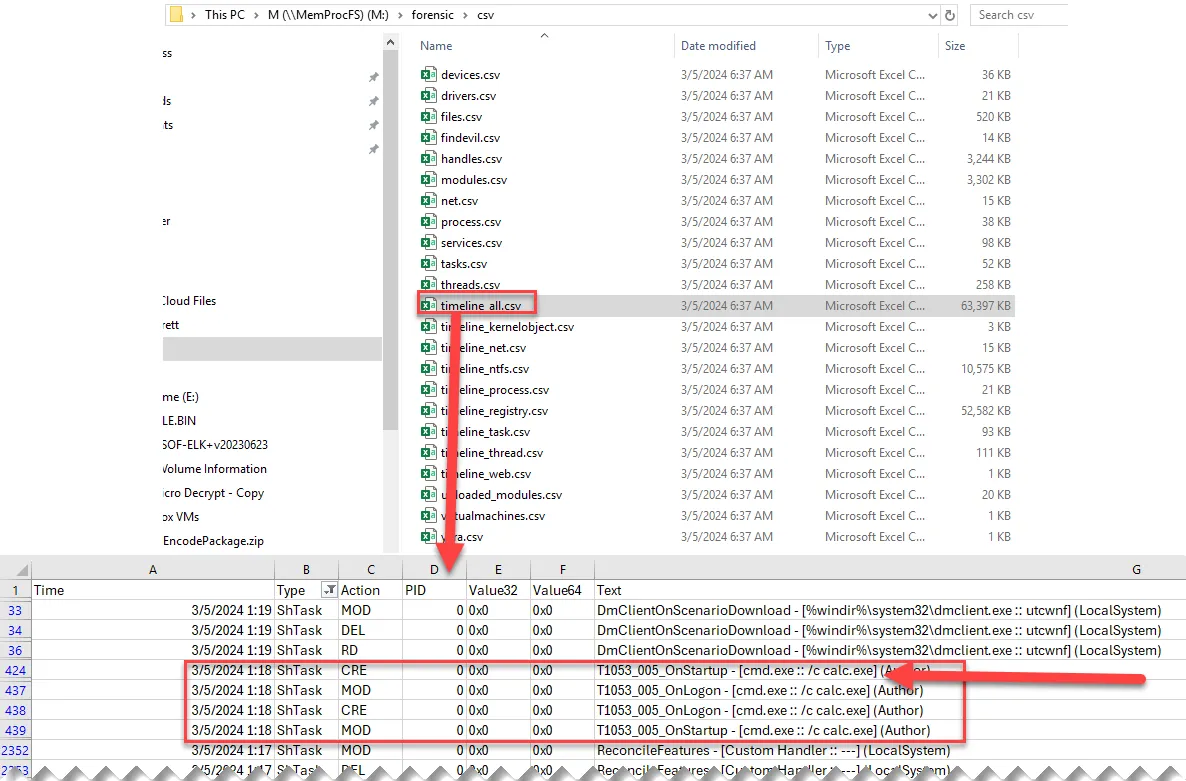 This PC > M (\\MemProcFS) (M:) > forensic > csv
Search csv
Name Date modified Type Size
ss
ds
ts
er
Cloud Files
rett
me (E:)
LE.BIN
SOF-ELK+v20230623
Volume Information
cro Decrypt - Copy
ox VMs
EncodePackage.zip
devices.csv 3/5/2024 6:37 AM Microsoft Excel C... 36 KB
drivers.csv 3/5/2024 6:37 AM Microsoft Excel C... 21 KB
files.csv 3/5/2024 6:37 AM Microsoft Excel C... 520 KB
findevil.csv 3/5/2024 6:37 AM Microsoft Excel C... 14 KB
handles.csv 3/5/2024 6:37 AM Microsoft Excel C... 3,244 KB
modules.csv 3/5/2024 6:37 AM Microsoft Excel C... 3,302 KB
net.csv 3/5/2024 6:37 AM Microsoft Excel C... 15 KB
process.csv 3/5/2024 6:37 AM Microsoft Excel C... 38 KB
services.csv 3/5/2024 6:37 AM Microsoft Excel C... 98 KB
tasks.csv 3/5/2024 6:37 AM Microsoft Excel C... 52 KB
threads.csv 3/5/2024 6:37 AM Microsoft Excel C... 258 KB
timeline_all.csv 3/5/2024 6:37 AM Microsoft Excel C... 63,397 KB
timeline_kernelobject.csv 3/5/2024 6:37 AM Microsoft Excel C... 3 KB
timeline_net.csv 3/5/2024 6:37 AM Microsoft Excel C... 15 KB
timeline_ntfs.csv 3/5/2024 6:37 AM Microsoft Excel C... 10,575 KB
timeline_process.csv 3/5/2024 6:37 AM Microsoft Excel C... 21 KB
timeline_registry.csv 3/5/2024 6:37 AM Microsoft Excel C... 52,582 KB
timeline_task.csv 3/5/2024 6:37 AM Microsoft Excel C... 93 KB
timeline_thread.csv 3/5/2024 6:37 AM Microsoft Excel C... 111 KB
timeline_web.csv 3/5/2024 6:37 AM Microsoft Excel C... 1 KB
unloaded_modules.csv 3/5/2024 6:37 AM Microsoft Excel C... 20 KB
virtualmachines.csv 3/5/2024 6:37 AM Microsoft Excel C... 1 KB
yara.csv 3/5/2024 6:37 AM Microsoft Excel C... 1 KB
A B C D E F G
1 Time Type Action PID Value32 Value64 Text
33 3/5/2024 1:19 ShTask MOD 0 0x0 0x0 DmClientOnScenarioDownload - [%windir%\system32\dmclient.exe :: utcwnf] (LocalSystem)
34 3/5/2024 1:19 ShTask DEL 0 0x0 0x0 DmClientOnScenarioDownload - [%windir%\system32\dmclient.exe :: utcwnf] (LocalSystem)
36 3/5/2024 1:19 ShTask RD 0 0x0 0x0 DmClientOnScenarioDownload - [%windir%\system32\dmclient.exe :: utcwnf] (LocalSystem)
424 3/5/2024 1:18 ShTask CRE 0 0x0 0x0 T1053_005_OnStartup - [cmd.exe :: /c calc.exe] (Author)
437 3/5/2024 1:18 ShTask MOD 0 0x0 0x0 T1053_005_OnLogon - [cmd.exe :: /c calc.exe] (Author)
438 3/5/2024 1:18 ShTask CRE 0 0x0 0x0 T1053_005_OnLogon - [cmd.exe :: /c calc.exe] (Author)
439 3/5/2024 1:18 ShTask MOD 0 0x0 0x0 T1053_005_OnStartup - [cmd.exe :: /c calc.exe] (Author)
2352 3/5/2024 1:17 ShTask MOD 0 0x0 0x0 ReconcileFeatures - [Custom Handler :: ---] (LocalSystem)
2353 3/5/2024 1:17 ShTask DEL 0 0x0 0x0 ReconcileFeatures - [Custom Handler :: ---] (LocalSystem)